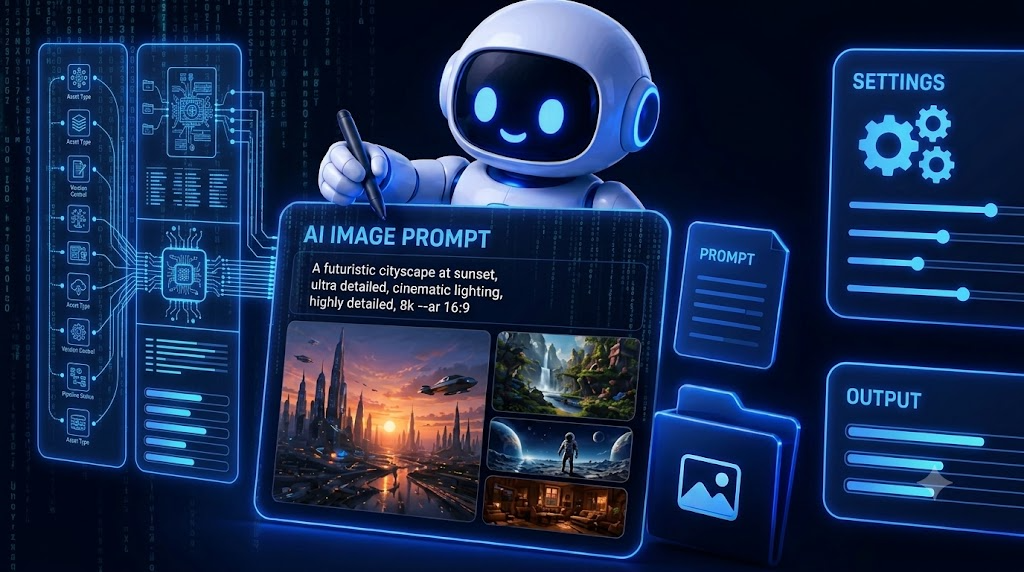 Asset Type
Asset Type
Version
Control
Asset Type
Version Control
Pipeline Status
Asset Type
AI IMAGE PROMPT
A futuristic cityscape at sunset,
ultra detailed, cinematic lighting,
highly detailed, 8k --ar 16:9
PROMPT
SETTINGS
OUTPUT